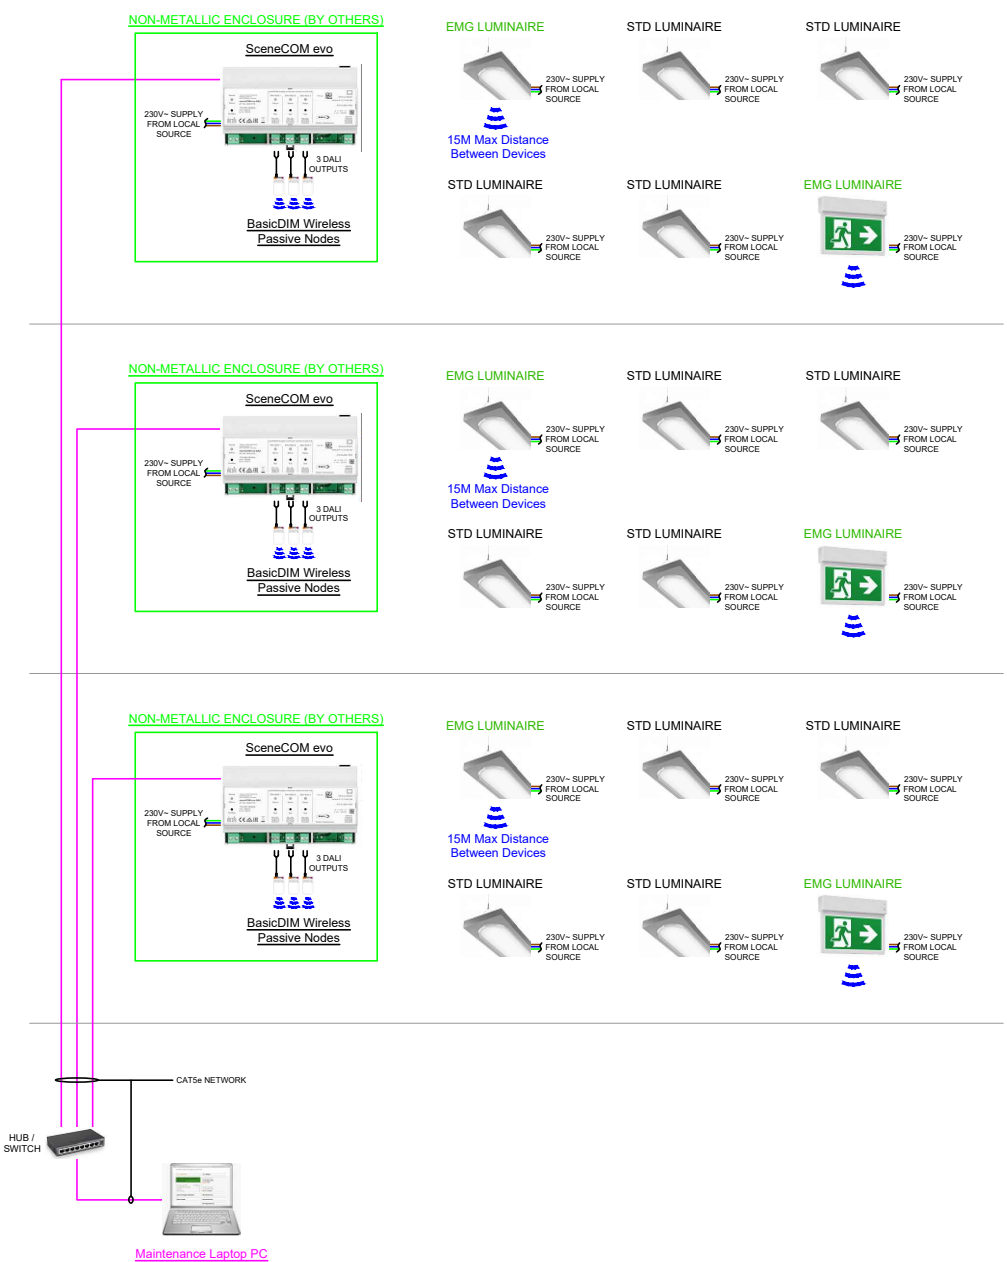 NON-METALLIC ENCLOSURE (BY OTHERS)
SceneCOM evo
230V~ SUPPLY
FROM LOCAL
SOURCE
3 DALI
OUTPUTS
BasicDIM Wireless
Passive Nodes
EMG LUMINAIRE
230V~ SUPPLY
FROM LOCAL
SOURCE
15M Max Distance
Between Devices
STD LUMINAIRE
230V~ SUPPLY
FROM LOCAL
SOURCE
STD LUMINAIRE
230V~ SUPPLY
FROM LOCAL
SOURCE
STD LUMINAIRE
230V~ SUPPLY
FROM LOCAL
SOURCE
STD LUMINAIRE
230V~ SUPPLY
FROM LOCAL
SOURCE
EMG LUMINAIRE
230V~ SUPPLY
FROM LOCAL
SOURCE
NON-METALLIC ENCLOSURE (BY OTHERS)
SceneCOM evo
230V~ SUPPLY
FROM LOCAL
SOURCE
3 DALI
OUTPUTS
BasicDIM Wireless
Passive Nodes
EMG LUMINAIRE
230V~ SUPPLY
FROM LOCAL
SOURCE
15M Max Distance
Between Devices
STD LUMINAIRE
230V~ SUPPLY
FROM LOCAL
SOURCE
STD LUMINAIRE
230V~ SUPPLY
FROM LOCAL
SOURCE
STD LUMINAIRE
230V~ SUPPLY
FROM LOCAL
SOURCE
STD LUMINAIRE
230V~ SUPPLY
FROM LOCAL
SOURCE
EMG LUMINAIRE
230V~ SUPPLY
FROM LOCAL
SOURCE
NON-METALLIC ENCLOSURE (BY OTHERS)
SceneCOM evo
230V~ SUPPLY
FROM LOCAL
SOURCE
3 DALI
OUTPUTS
BasicDIM Wireless
Passive Nodes
EMG LUMINAIRE
230V~ SUPPLY
FROM LOCAL
SOURCE
15M Max Distance
Between Devices
STD LUMINAIRE
230V~ SUPPLY
FROM LOCAL
SOURCE
STD LUMINAIRE
230V~ SUPPLY
FROM LOCAL
SOURCE
STD LUMINAIRE
230V~ SUPPLY
FROM LOCAL
SOURCE
STD LUMINAIRE
230V~ SUPPLY
FROM LOCAL
SOURCE
EMG LUMINAIRE
230V~ SUPPLY
FROM LOCAL
SOURCE
CAT5e NETWORK
HUB /
SWITCH
Maintenance Laptop PC